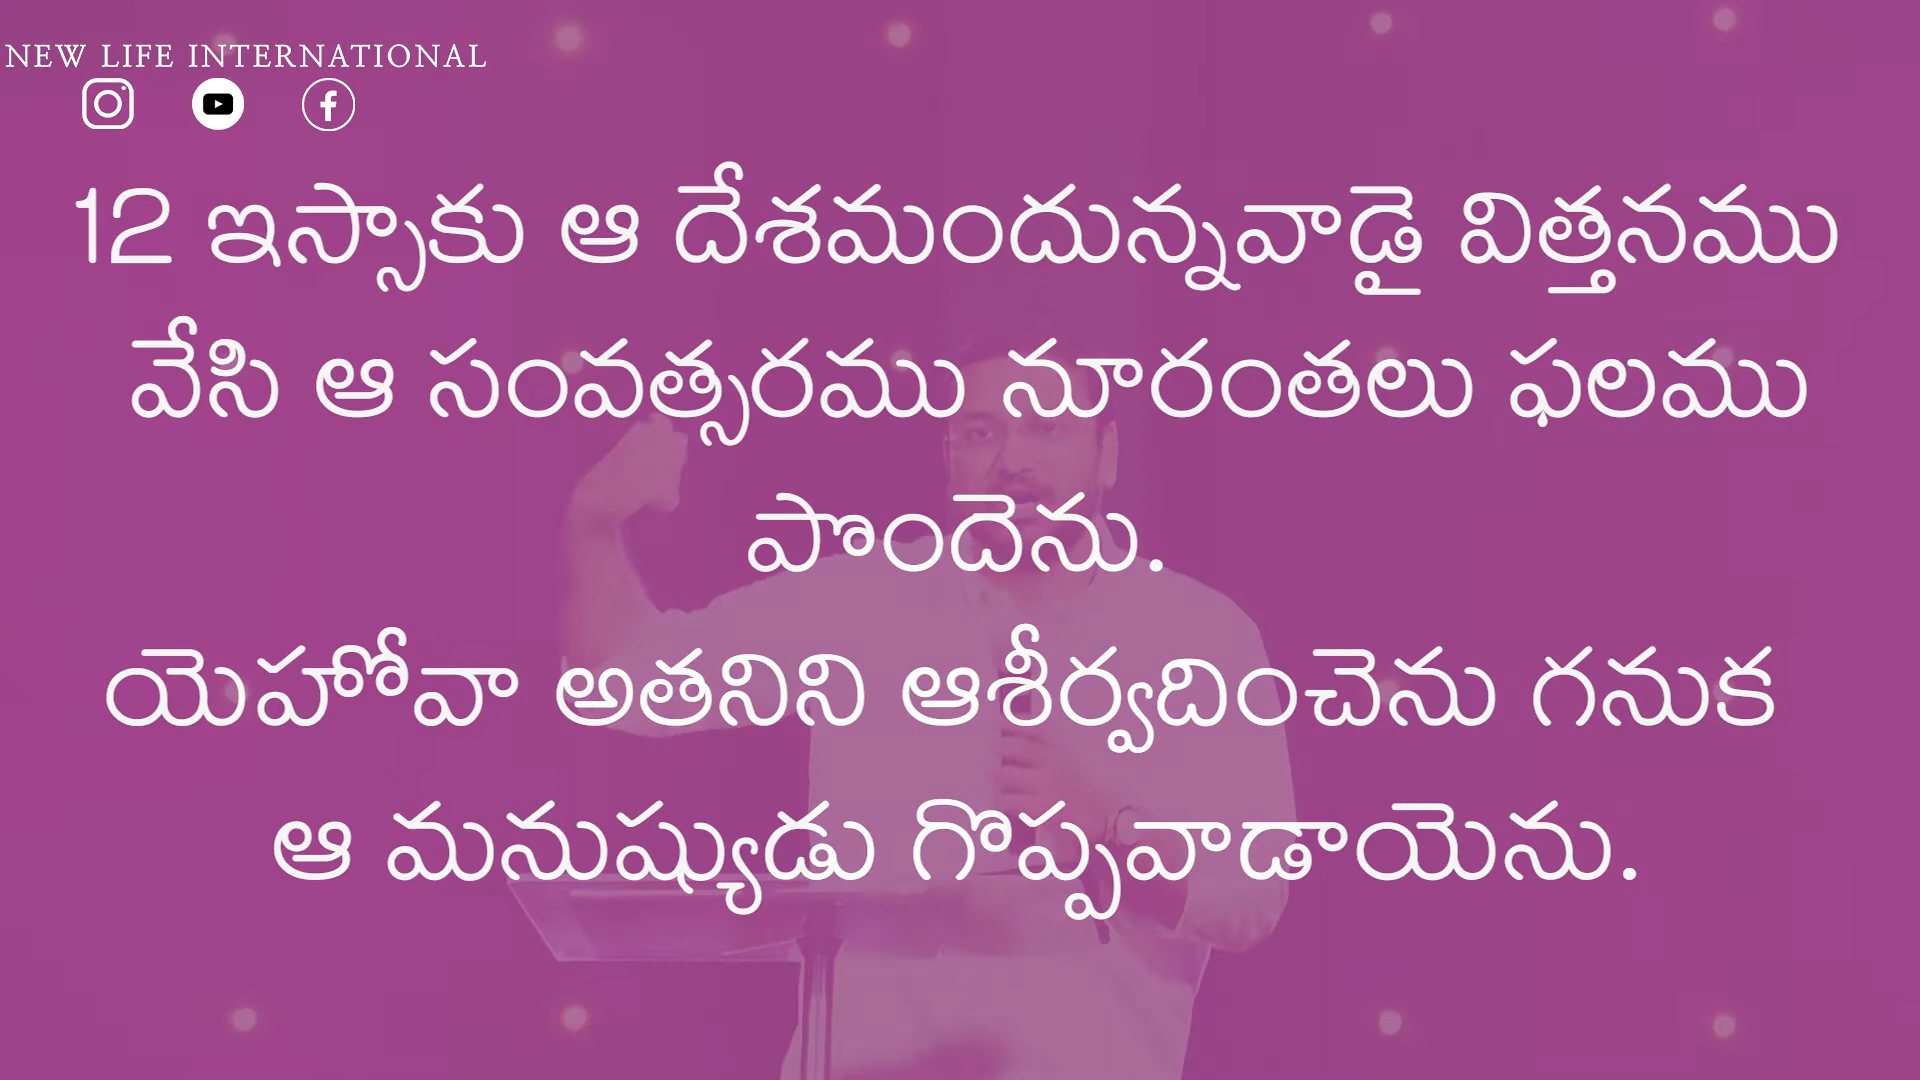 NEW LIFE INTERNATIONAL
12 ఇస్సాకు ఆ దేశమందున్నవాడై విత్తనము
వేసి ఆ సంవత్సరము నూరంతలు ఫలము
పొందెను.
యెహోవా అతనిని ఆశీర్వదించెను గనుక
ఆ మనుష్యుడు గొప్పవాడాయెను.